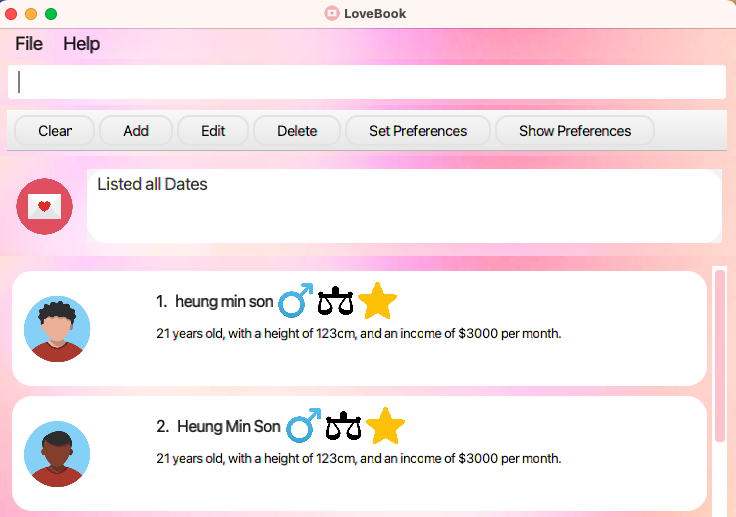 LoveBook
File Help
Clear Add Edit Delete Set Preferences Show Preferences
Listed all Dates
1. heung min son
21 years old, with a height of 123cm, and an income of $3000 per month.
2. Heung Min Son
21 years old, with a height of 123cm, and an income of $3000 per month.